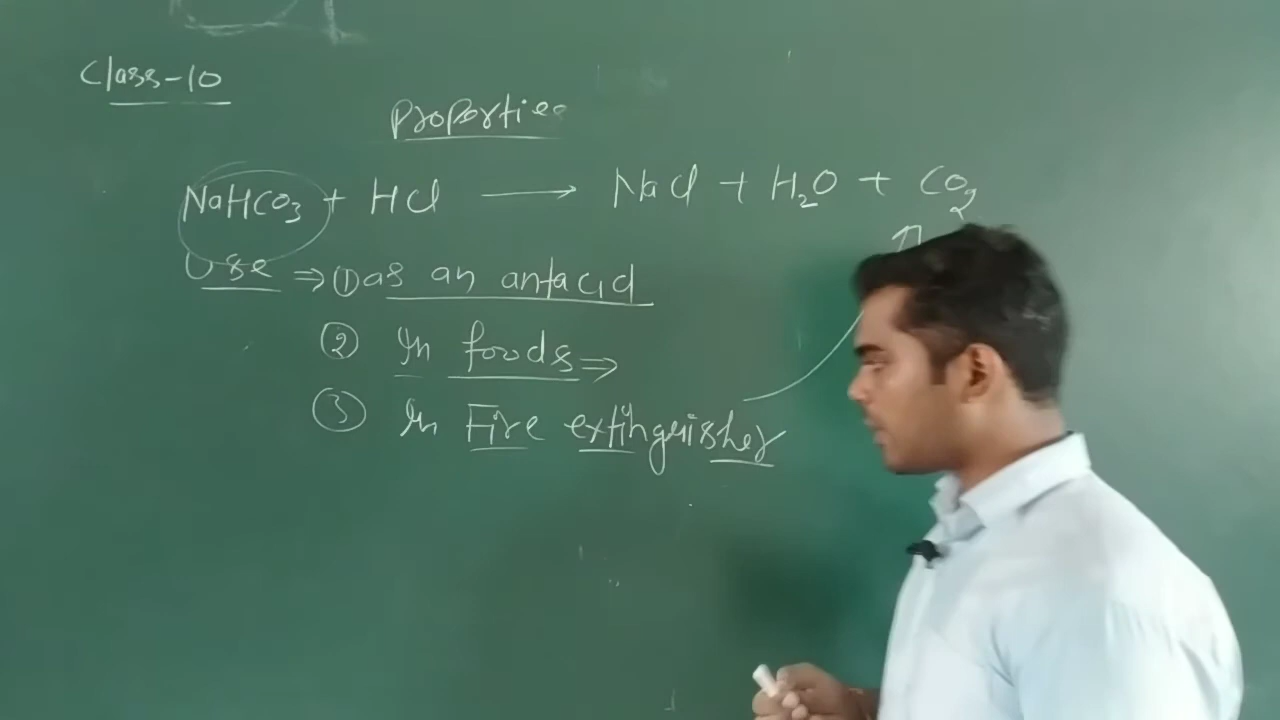 Class-10
Properties
NaHCO3 + HCl → NaCl + H2O + CO2
Use ⇒ ① as an antacid
② In foods ⇒
③ In Fire extinguisher